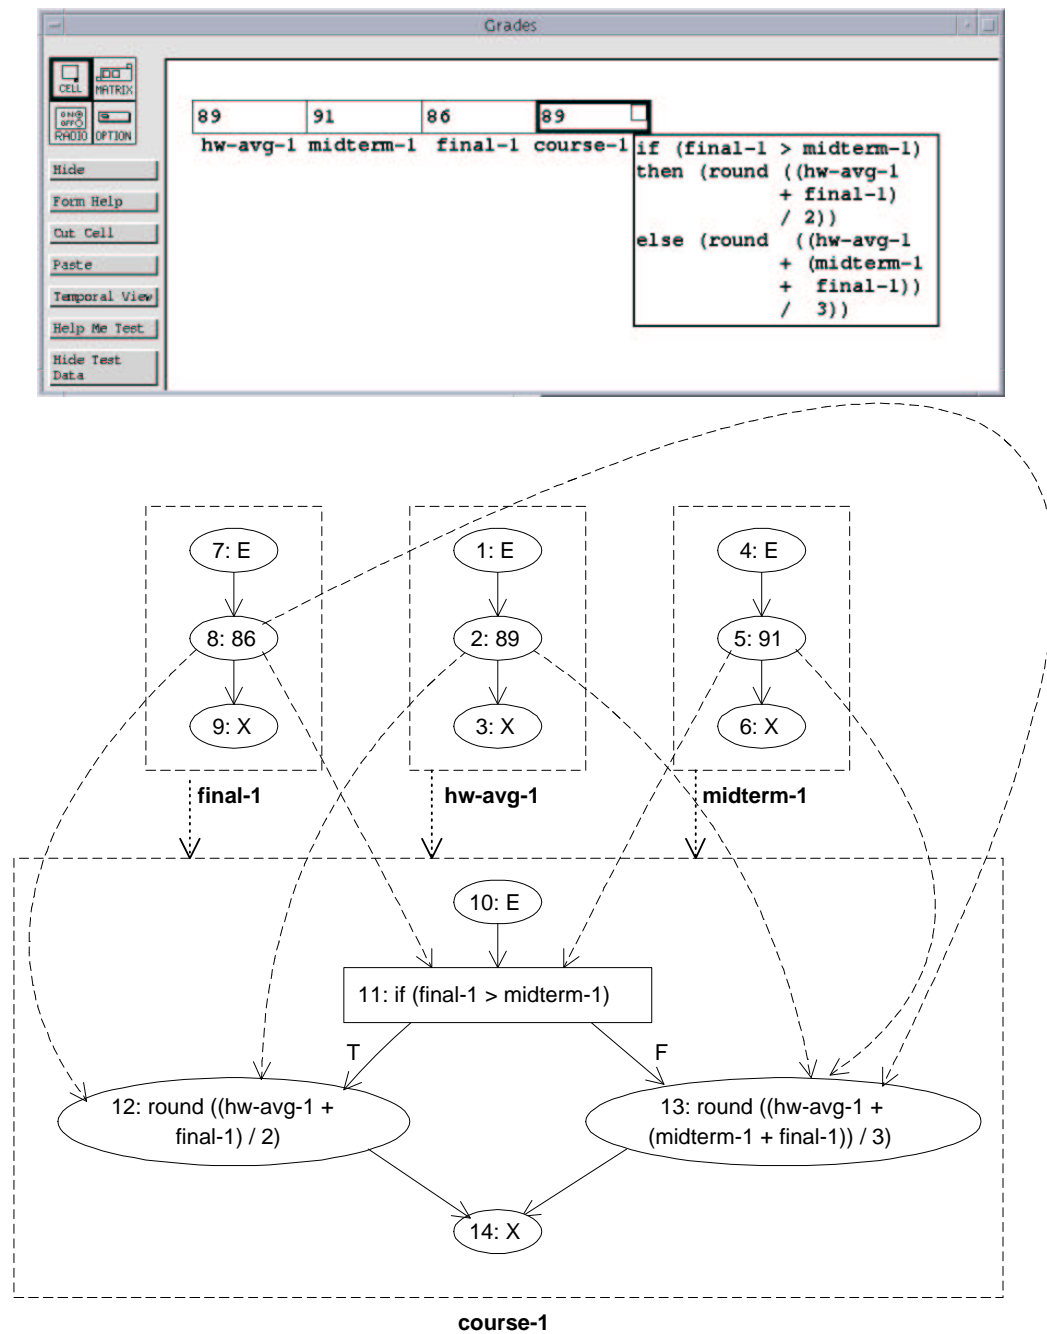 Grades
CELL MATRIX
RADIO OPTION
Hide
Form Help
Cut Cell
Paste
Temporal View
Help Me Test
Hide Test
Data
89 91 86 89
hw-avg-1 midterm-1 final-1 course-1
if (final-1 > midterm-1)
then (round ((hw-avg-1
+ final-1)
/ 2))
else (round ((hw-avg-1
+ (midterm-1
+ final-1))
/ 3))
7: E 1: E 4: E
8: 86 2: 89 5: 91
9: X 3: X 6: X
final-1 hw-avg-1 midterm-1
10: E
11: if (final-1 > midterm-1)
T F
12: round ((hw-avg-1 +
final-1) / 2)
13: round ((hw-avg-1 +
(midterm-1 + final-1)) / 3)
14: X
course-1